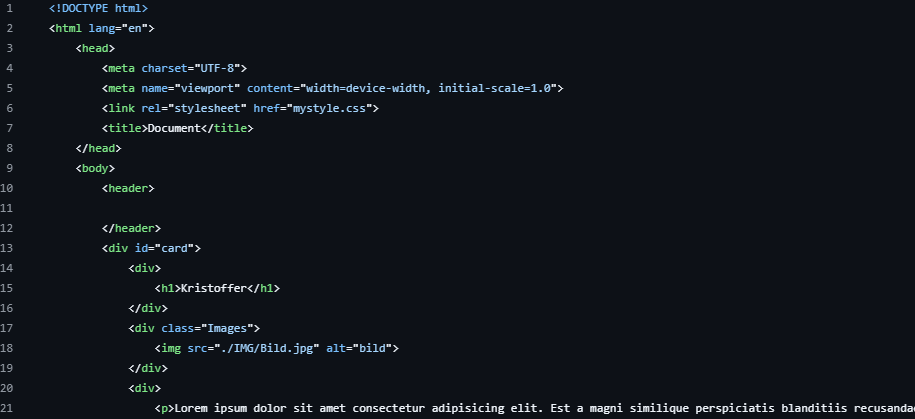 1 <!DOCTYPE html>
2 <html lang="en">
3 <head>
4 <meta charset="UTF-8">
5 <meta name="viewport" content="width=device-width, initial-scale=1.0">
6 <link rel="stylesheet" href="mystyle.css">
7 <title>Document</title>
8 </head>
9 <body>
10 <header>
11
12 </header>
13 <div id="card">
14 <div>
15 <h1>Kristoffer</h1>
16 </div>
17 <div class="Images">
18 <img src="./IMG/Bild.jpg" alt="bild">
19 </div>
20 <div>
21 <p>Lorem ipsum dolor sit amet consectetur adipisicing elit. Est a magni similique perspiciatis blanditiis